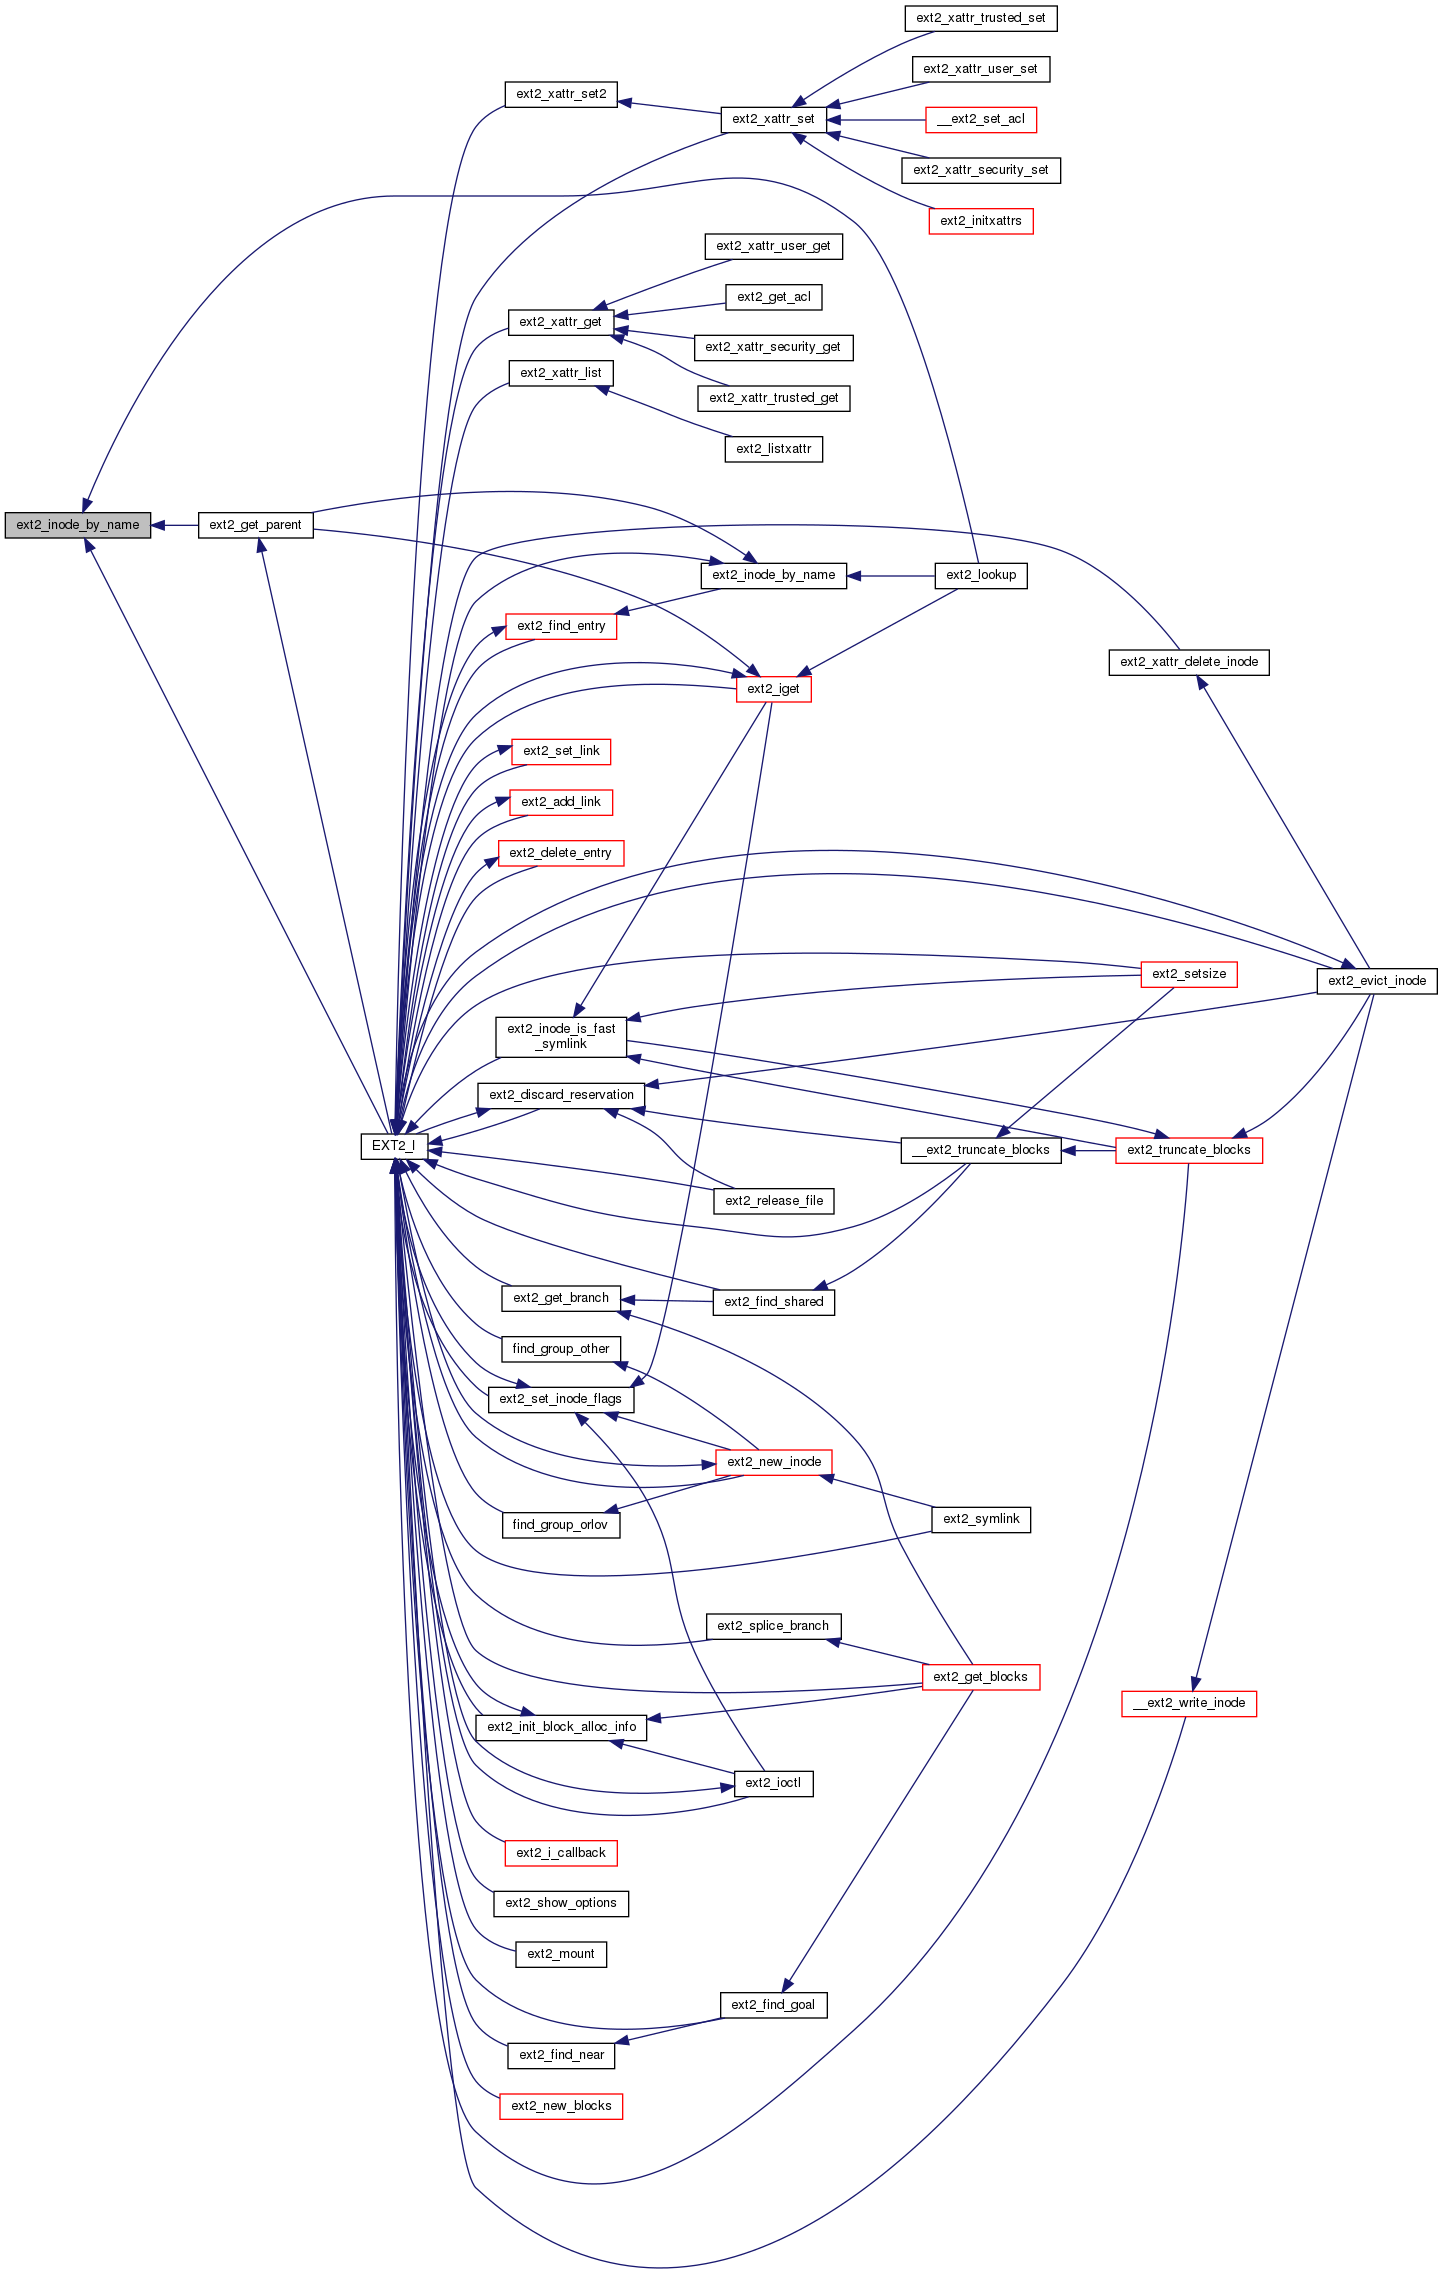 ext2_xattr_trusted_set
ext2_xattr_user_set
ext2_xattr_set2
ext2_xattr_set
__ext2_set_acl
ext2_xattr_security_set
ext2_initxattrs
ext2_xattr_user_get
ext2_get_acl
ext2_xattr_get
ext2_xattr_security_get
ext2_xattr_list
ext2_xattr_trusted_get
ext2_listxattr
ext2_inode_by_name
ext2_get_parent
ext2_inode_by_name
ext2_lookup
ext2_find_entry
ext2_xattr_delete_inode
ext2_iget
ext2_set_link
ext2_add_link
ext2_delete_entry
ext2_setsize
ext2_evict_inode
ext2_inode_is_fast
_symlink
ext2_discard_reservation
EXT2_I
__ext2_truncate_blocks
ext2_truncate_blocks
ext2_release_file
ext2_get_branch
ext2_find_shared
find_group_other
ext2_set_inode_flags
ext2_new_inode
find_group_orlov
ext2_symlink
ext2_splice_branch
ext2_get_blocks
__ext2_write_inode
ext2_init_block_alloc_info
ext2_ioctl
ext2_i_callback
ext2_show_options
ext2_mount
ext2_find_goal
ext2_find_near
ext2_new_blocks